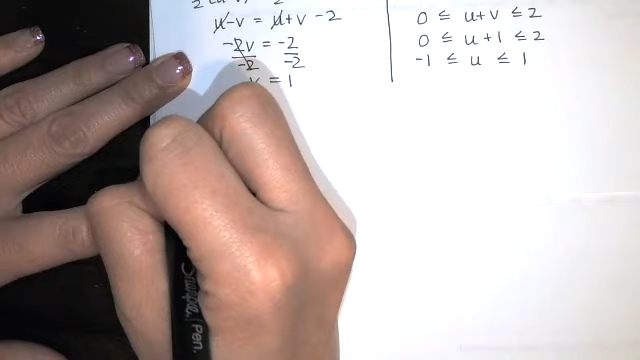 u-v = u+v-2
-2v = -2
-2 -2
v = 1
0 ≤ u+v ≤ 2
0 ≤ u+1 ≤ 2
-1 ≤ u ≤ 1
Sharpie Pen.